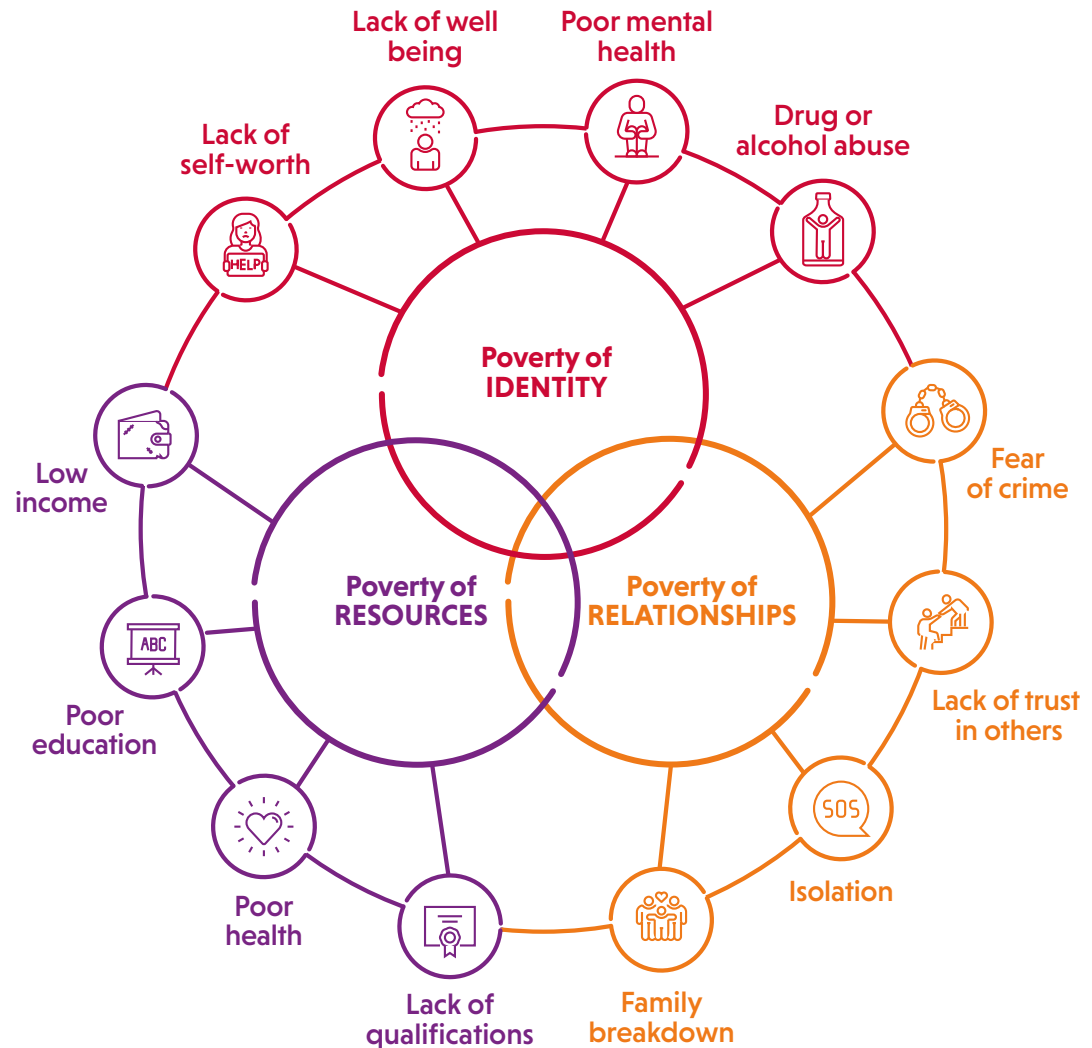 Lack of well
being
Poor mental
health
Drug or
alcohol abuse
Lack of
self-worth
HELP
Poverty of
IDENTITY
Low
income
Fear
of crime
Poverty of
RESOURCES
Poverty of
RELATIONSHIPS
ABC
Poor
education
Lack of trust
in others
SOS
Isolation
Poor
health
Lack of
qualifications
Family
breakdown